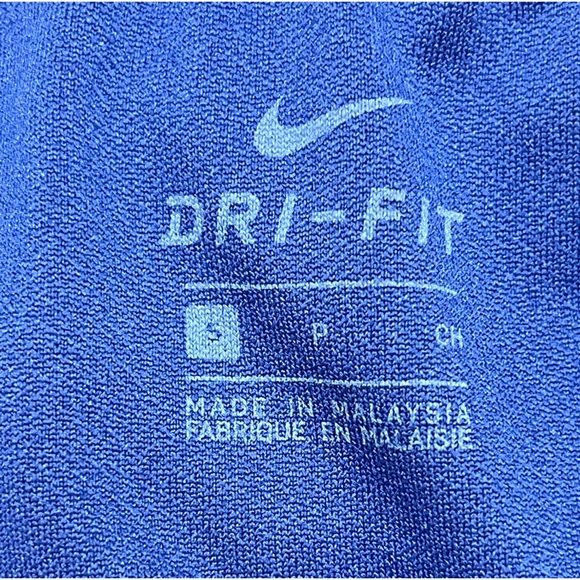 DRI-FIT
S P CH
MADE IN MALAYSIA
FABRIQUE EN MALAISIE